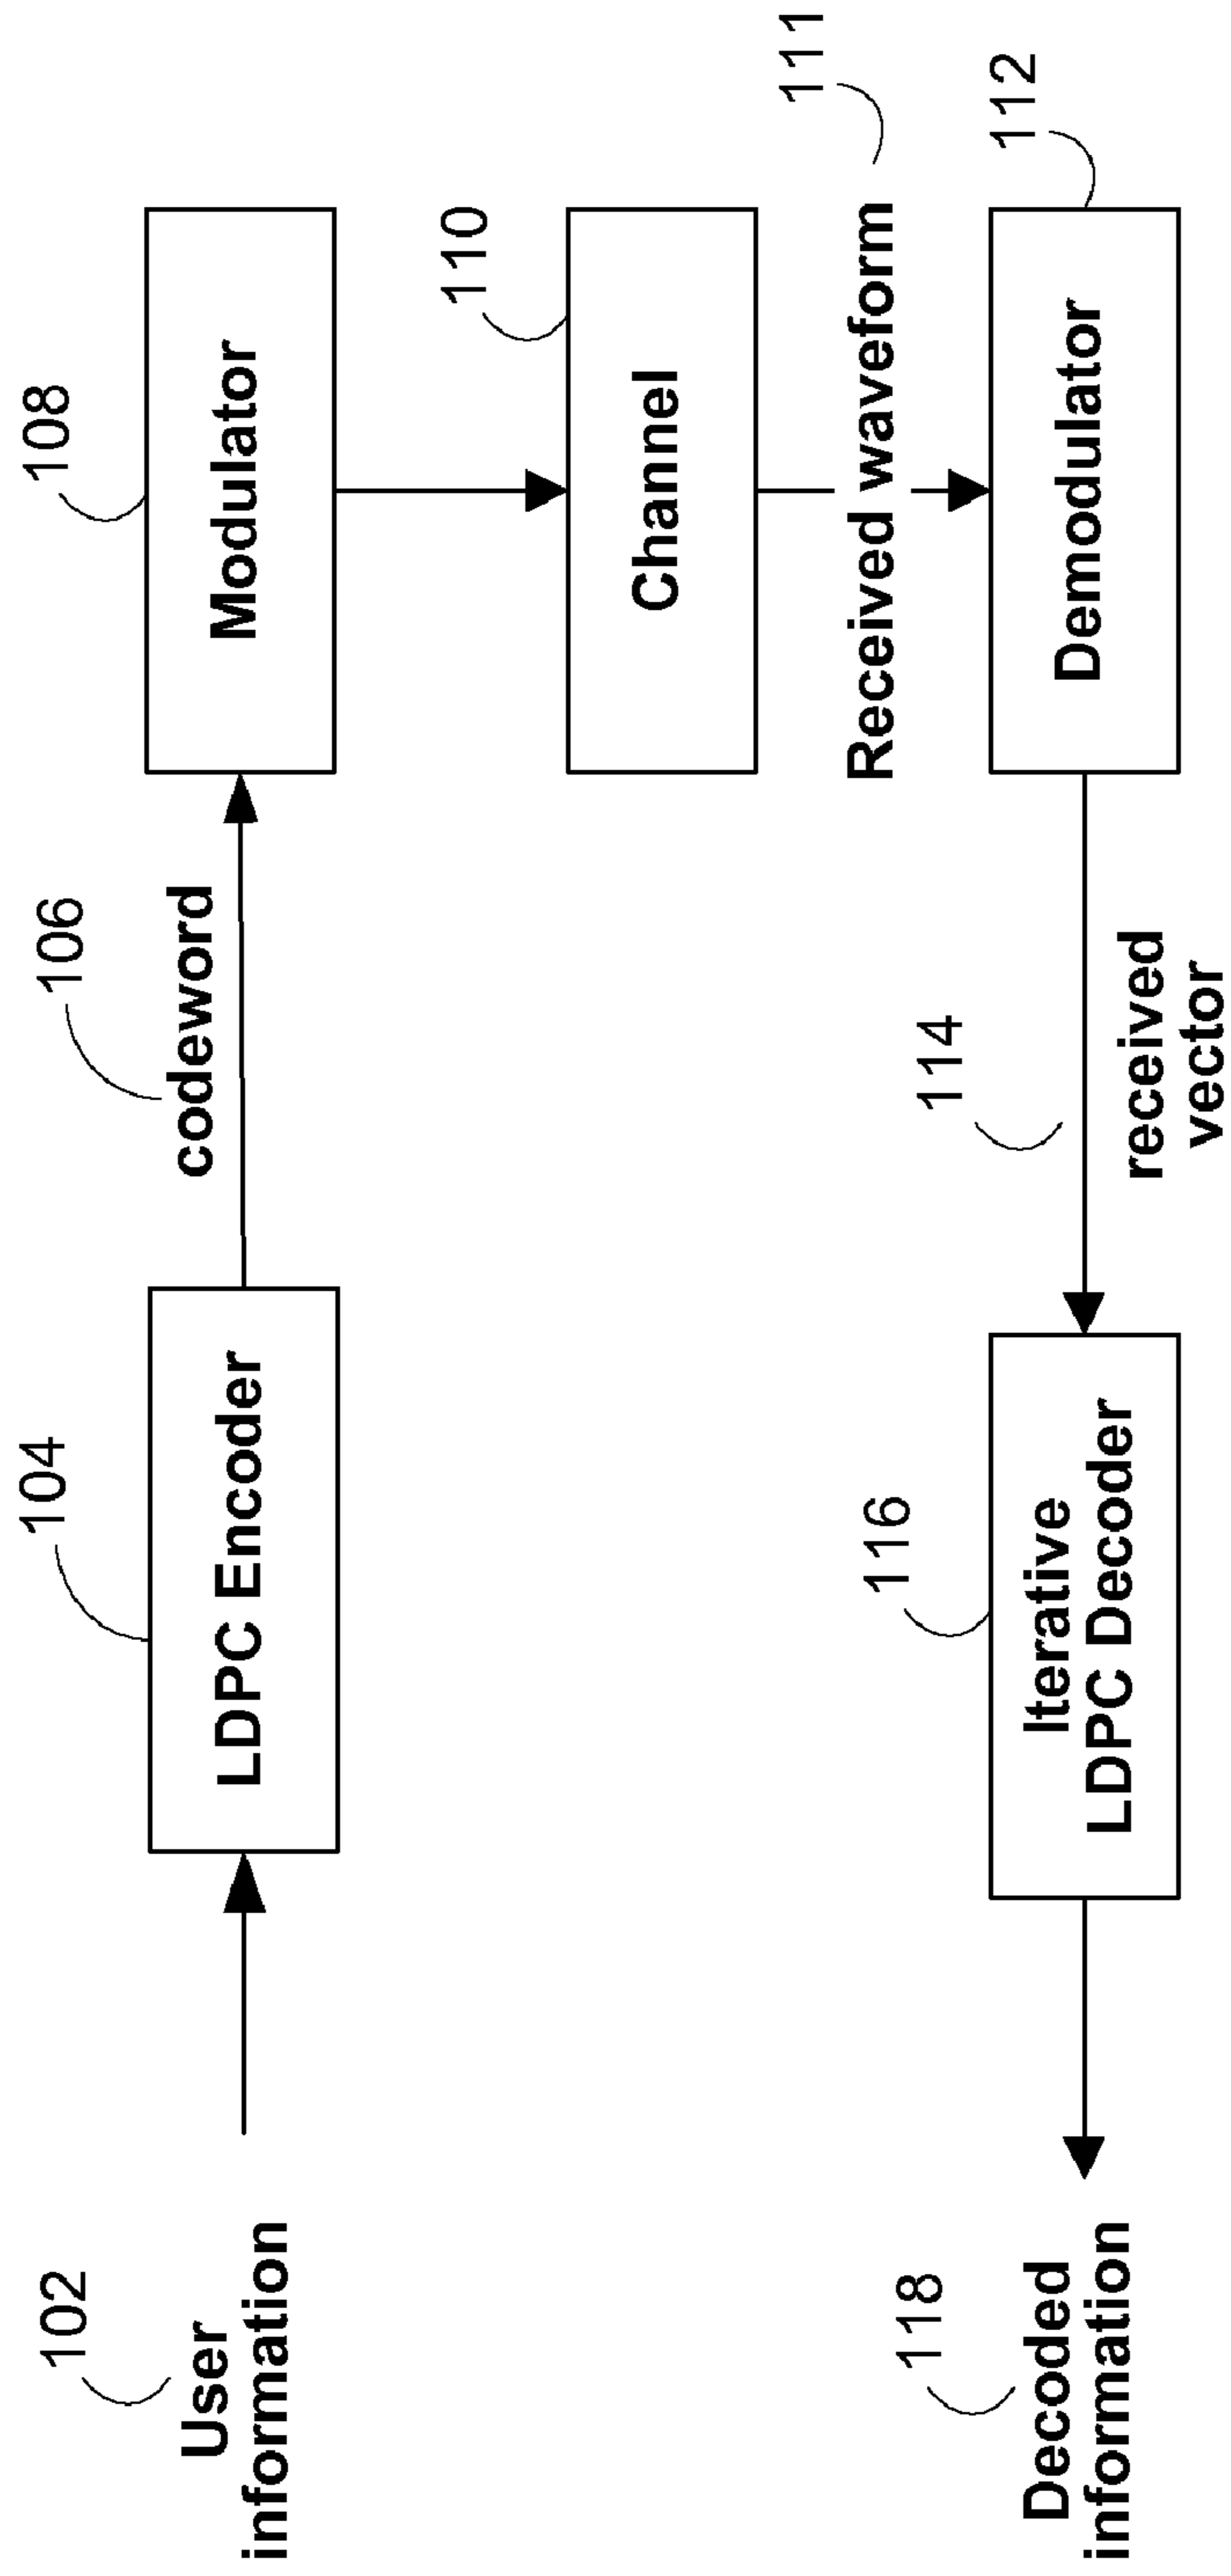 102
User
information
104
LDPC Encoder
106
codeword
108
Modulator
110
Channel
111
Received waveform
112
Demodulator
114
received
vector
116
Iterative
LDPC Decoder
118
Decoded
information